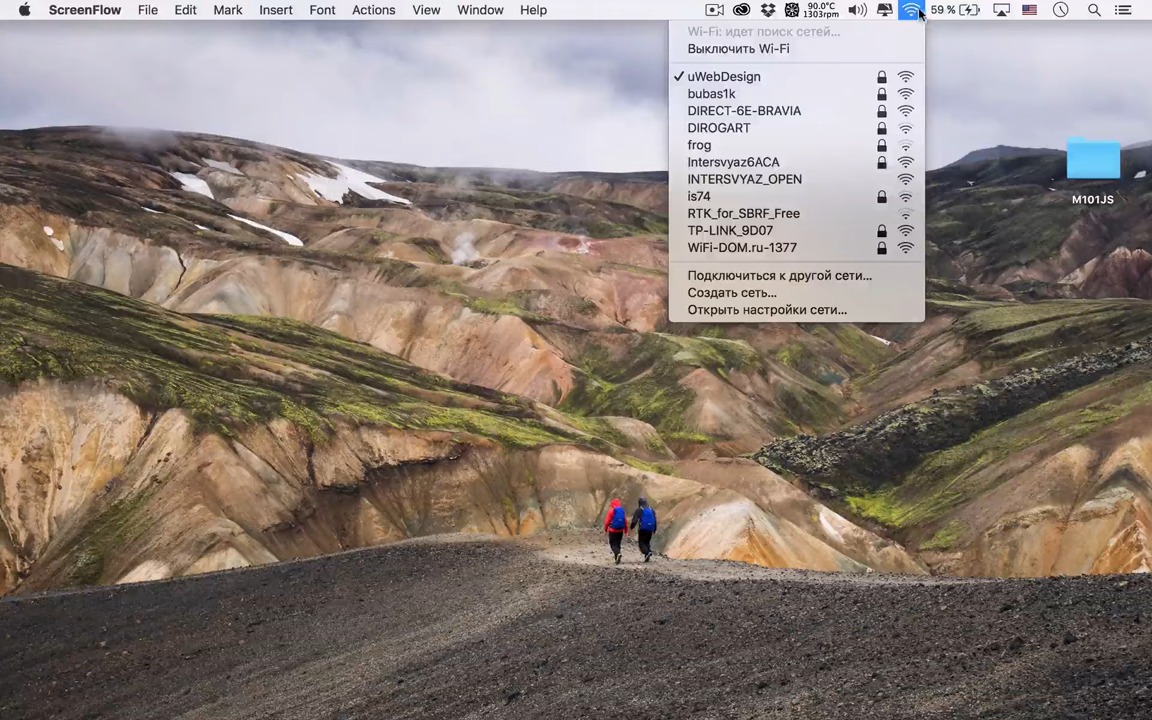 ScreenFlow File Edit Mark Insert Font Actions View Window Help 90.0°C 59 %
1303rpm
Wi-Fi: идет поиск сетей...
Выключить Wi-Fi
✓ uWebDesign
bubas1k
DIRECT-6E-BRAVIA
DIROGART
frog
Intersvyaz6ACA
INTERSVYAZ_OPEN
is74
RTK_for_SBRF_Free
TP-LINK_9D07
WiFi-DOM.ru-1377
Подключиться к другой сети...
Создать сеть...
Открыть настройки сети...
M101JS